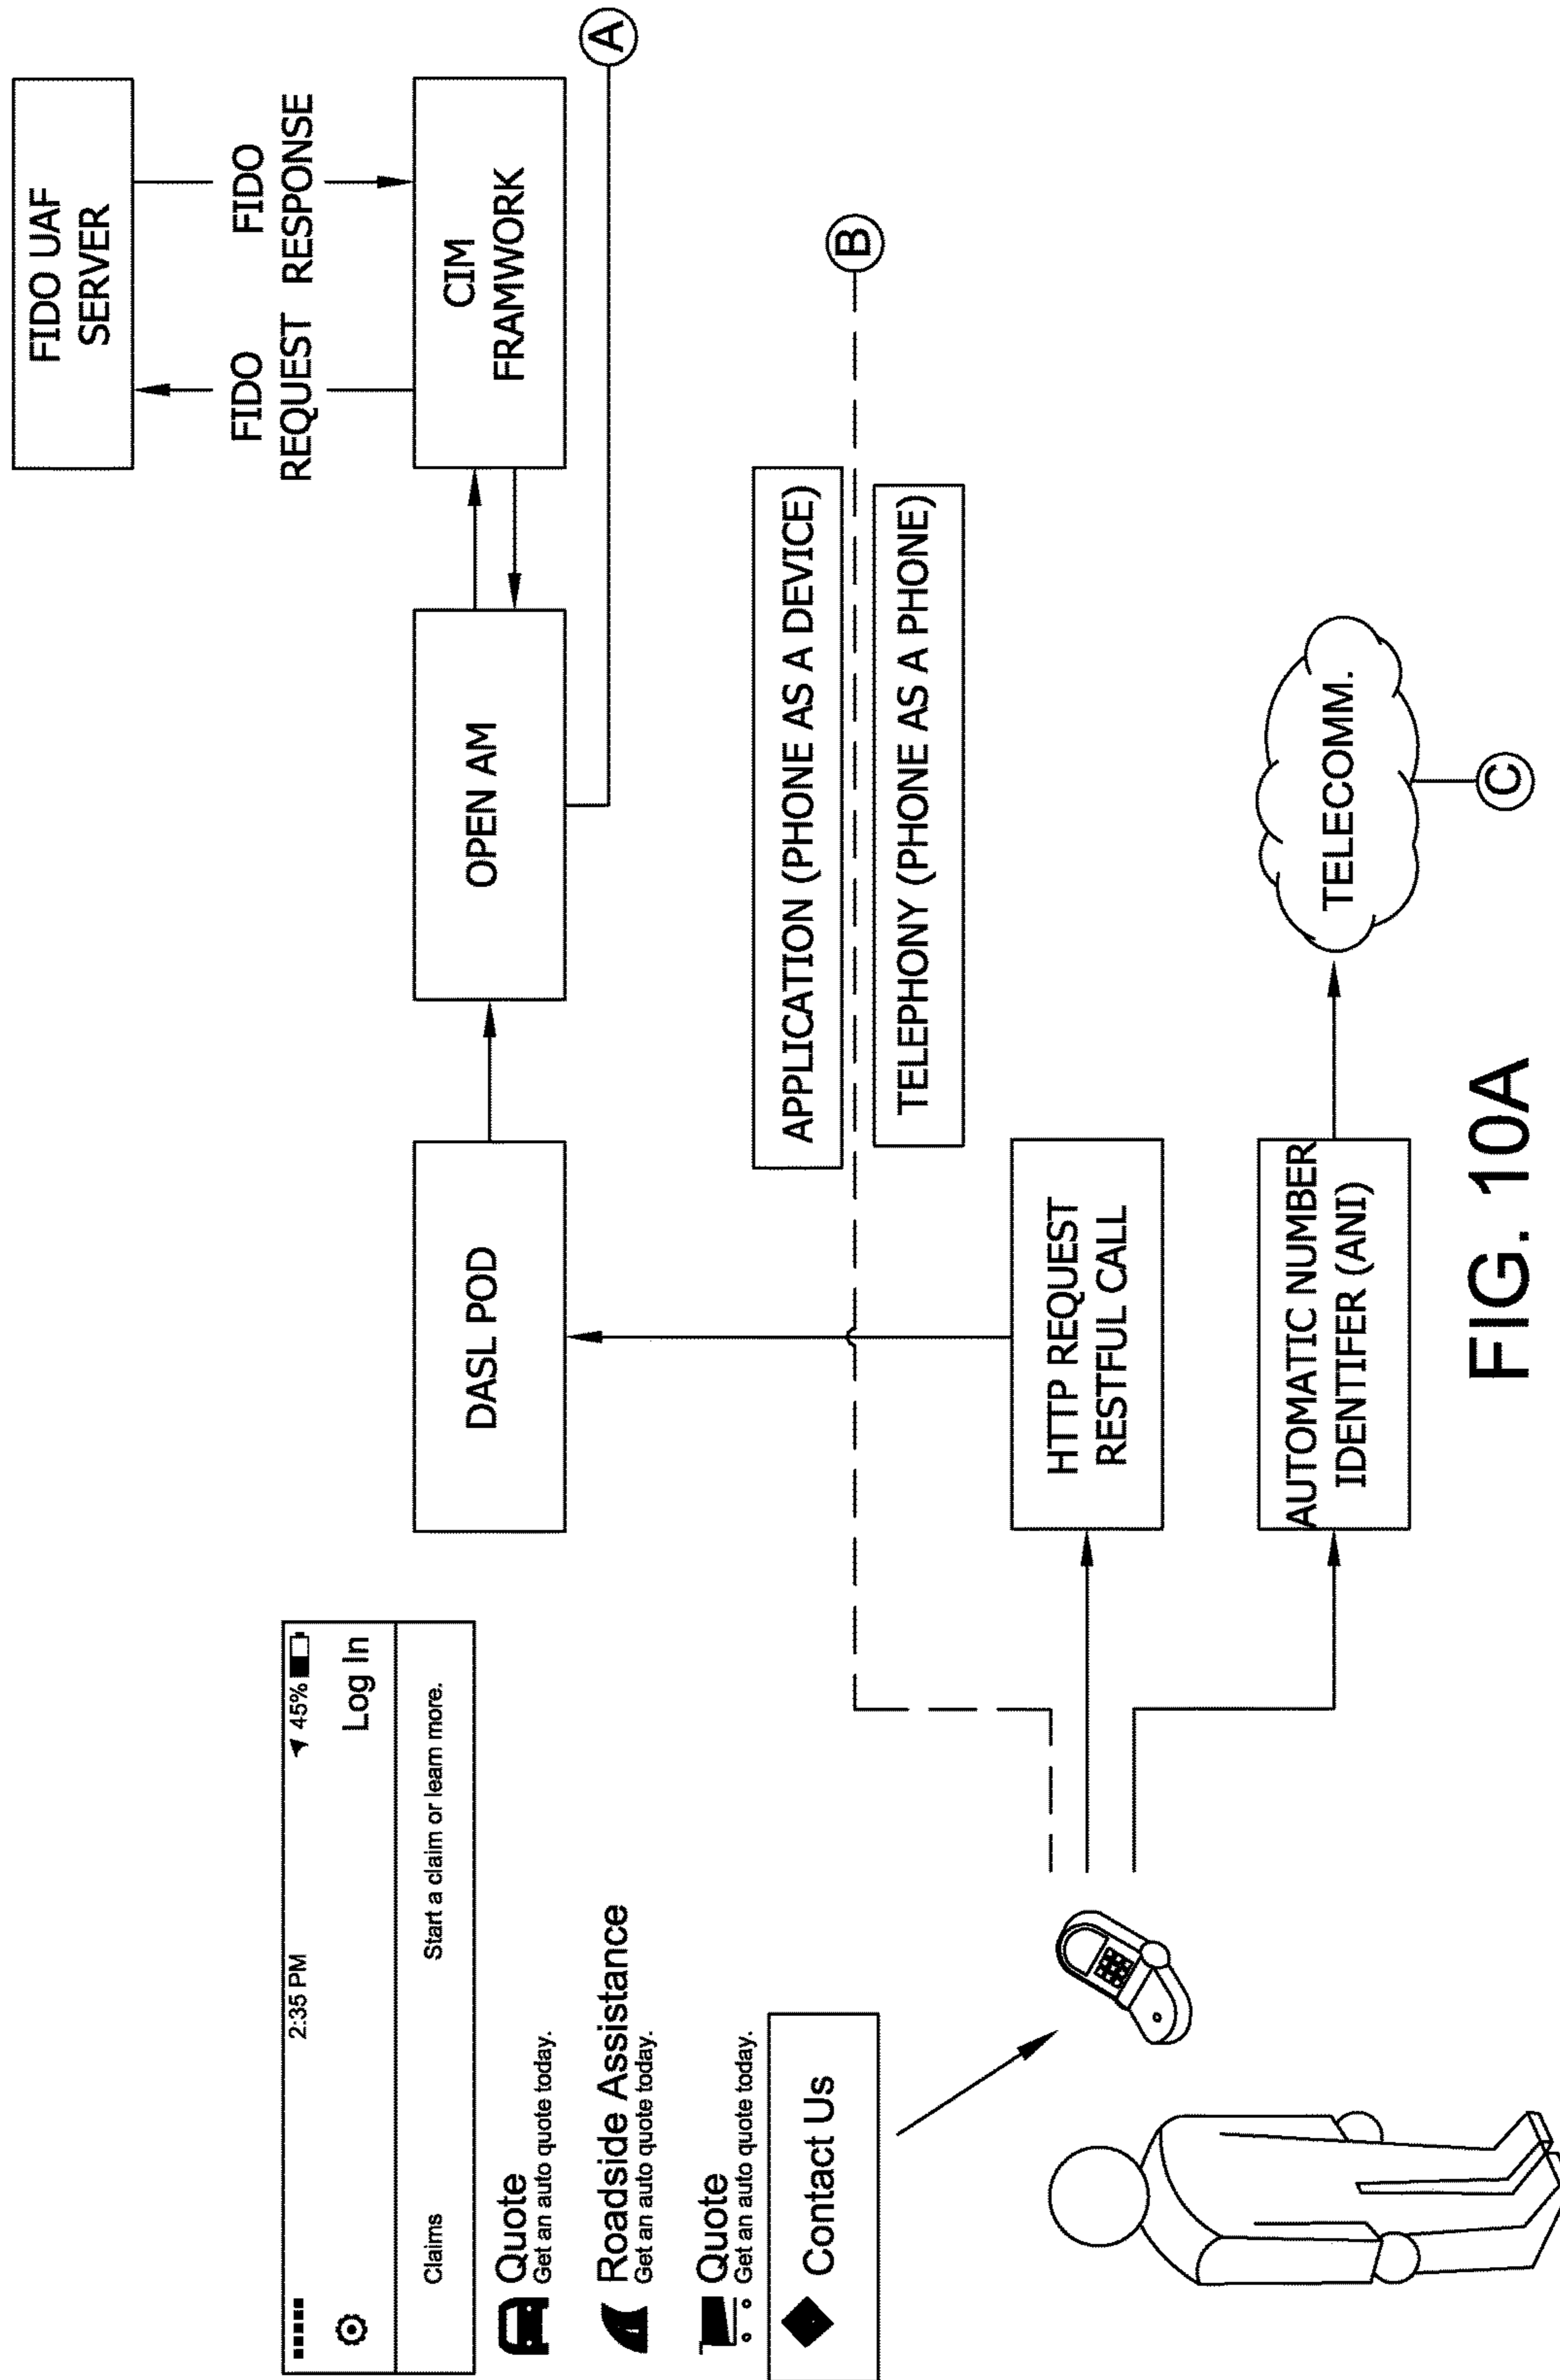 2:35 PM
45%
Log In
Claims
Start a claim or learn more.
Quote
Get an auto quote today.
Roadside Assistance
Get an auto quote today.
Quote
Get an auto quote today.
Contact Us
DASL POD
OPEN AM
CIM
FRAMWORK
FIDO
REQUEST
FIDO
RESPONSE
FIDO UAF
SERVER
A
APPLICATION (PHONE AS A DEVICE)
B
TELEPHONY (PHONE AS A PHONE)
HTTP REQUEST
RESTFUL CALL
AUTOMATIC NUMBER
IDENTIFER (ANI)
TELECOMM.
C
FIG. 10A